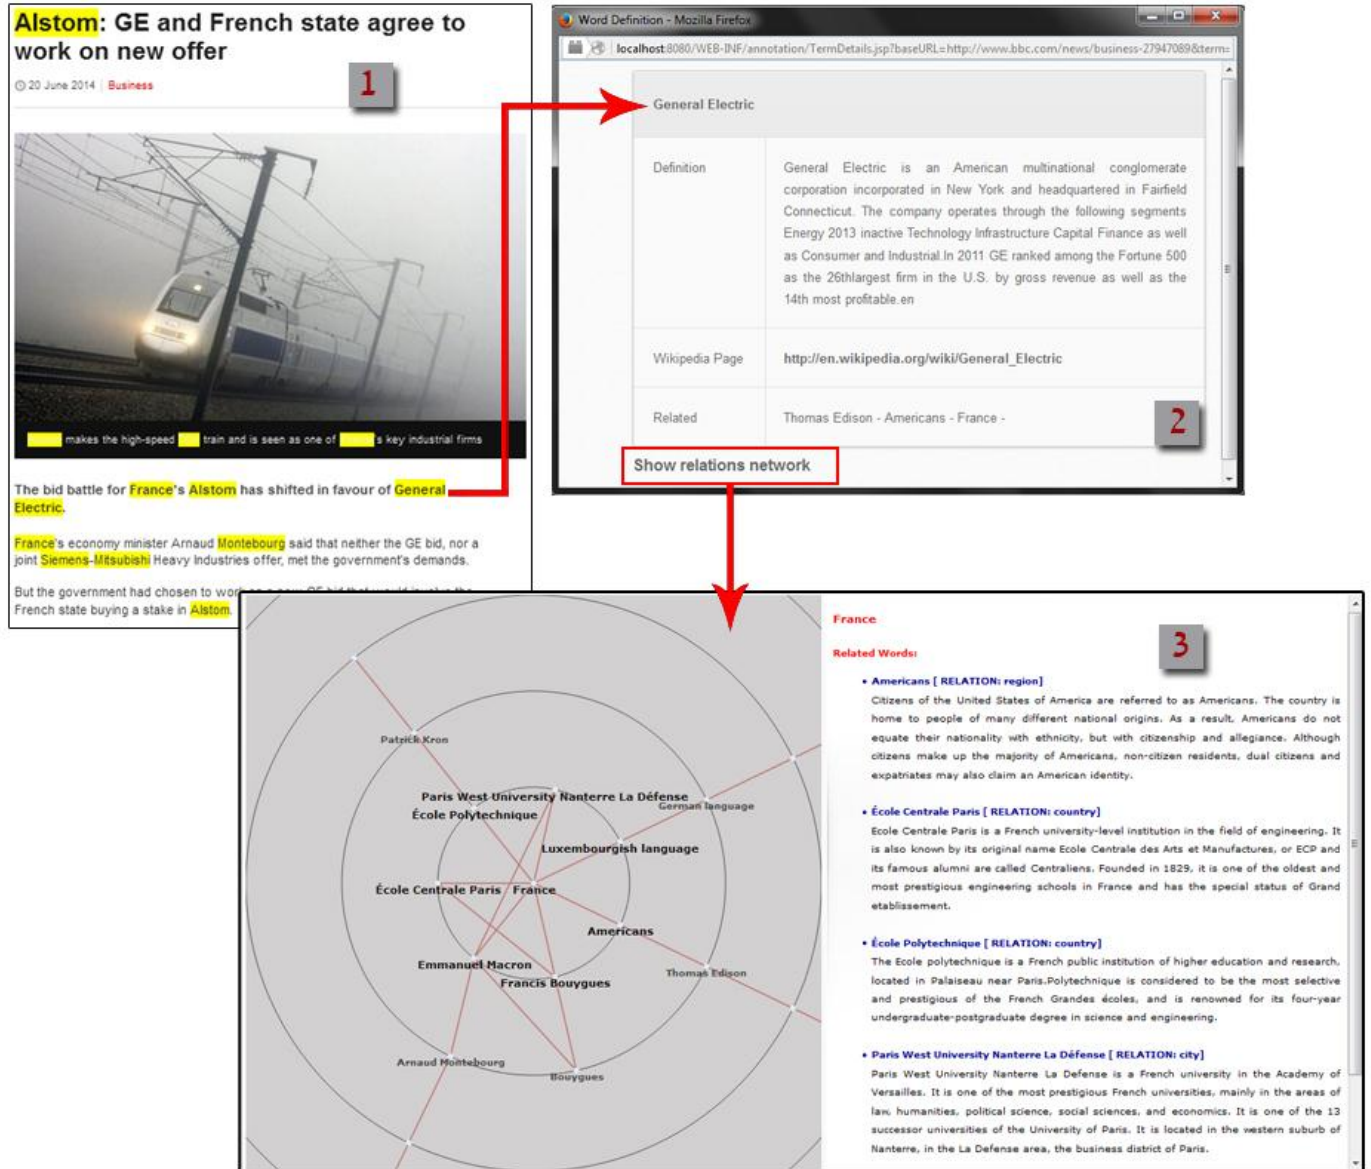 Alstom: GE and French state agree to
work on new offer
20 June 2014 | Business
1
makes the high-speed train and is seen as one of 's key industrial firms
The bid battle for France's Alstom has shifted in favour of General
Electric.
France's economy minister Arnaud Montebourg said that neither the GE bid, nor a
joint Siemens-Mitsubishi Heavy Industries offer, met the government's demands.
But the government had chosen to work on a new GE bid that would involve the
French state buying a stake in Alstom.
Word Definition - Mozilla Firefox
localhost:8080/WEB-INF/annotation/TermDetails.jsp?baseURL=http://www.bbc.com/news/business-27947089&term=
General Electric
Definition
General Electric is an American multinational conglomerate
corporation incorporated in New York and headquartered in Fairfield
Connecticut. The company operates through the following segments
Energy 2013 inactive Technology Infrastructure Capital Finance as well
as Consumer and Industrial.In 2011 GE ranked among the Fortune 500
as the 26thlargest firm in the U.S. by gross revenue as well as the
14th most profitable.en
Wikipedia Page
http://en.wikipedia.org/wiki/General_Electric
Related
Thomas Edison - Americans - France -
2
Show relations network
Patrick Kron
Paris West University Nanterre La Défense
German language
École Polytechnique
Luxembourgish language
École Centrale Paris
France
Americans
Emmanuel Macron
Thomas Edison
Francis Bouygues
Arnaud Montebourg
Bouygues
France
3
Related Words:
• Americans [ RELATION: region]
Citizens of the United States of America are referred to as Americans. The country is
home to people of many different national origins. As a result, Americans do not
equate their nationality with ethnicity, but with citizenship and allegiance. Although
citizens make up the majority of Americans, non-citizen residents, dual citizens and
expatriates may also claim an American identity.
• École Centrale Paris [ RELATION: country]
Ecole Centrale Paris is a French university-level institution in the field of engineering. It
is also known by its original name Ecole Centrale des Arts et Manufactures, or ECP and
its famous alumni are called Centraliens. Founded in 1829, it is one of the oldest and
most prestigious engineering schools in France and has the special status of Grand
etablissement.
• École Polytechnique [ RELATION: country]
The Ecole polytechnique is a French public institution of higher education and research,
located in Palaiseau near Paris.Polytechnique is considered to be the most selective
and prestigious of the French Grandes écoles, and is renowned for its four-year
undergraduate-postgraduate degree in science and engineering.
• Paris West University Nanterre La Défense [ RELATION: city]
Paris West University Nanterre La Defense is a French university in the Academy of
Versailles. It is one of the most prestigious French universities, mainly in the areas of
law, humanities, political science, social sciences, and economics. It is one of the 13
successor universities of the University of Paris. It is located in the western suburb of
Nanterre, in the La Defense area, the business district of Paris.